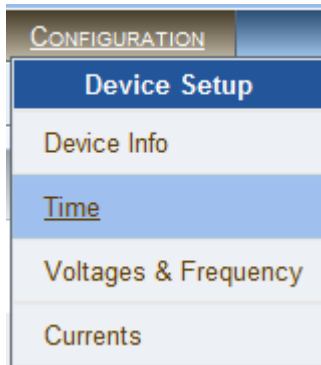 CONFIGURATION
Device Setup
Device Info
Time
Voltages & Frequency
Currents